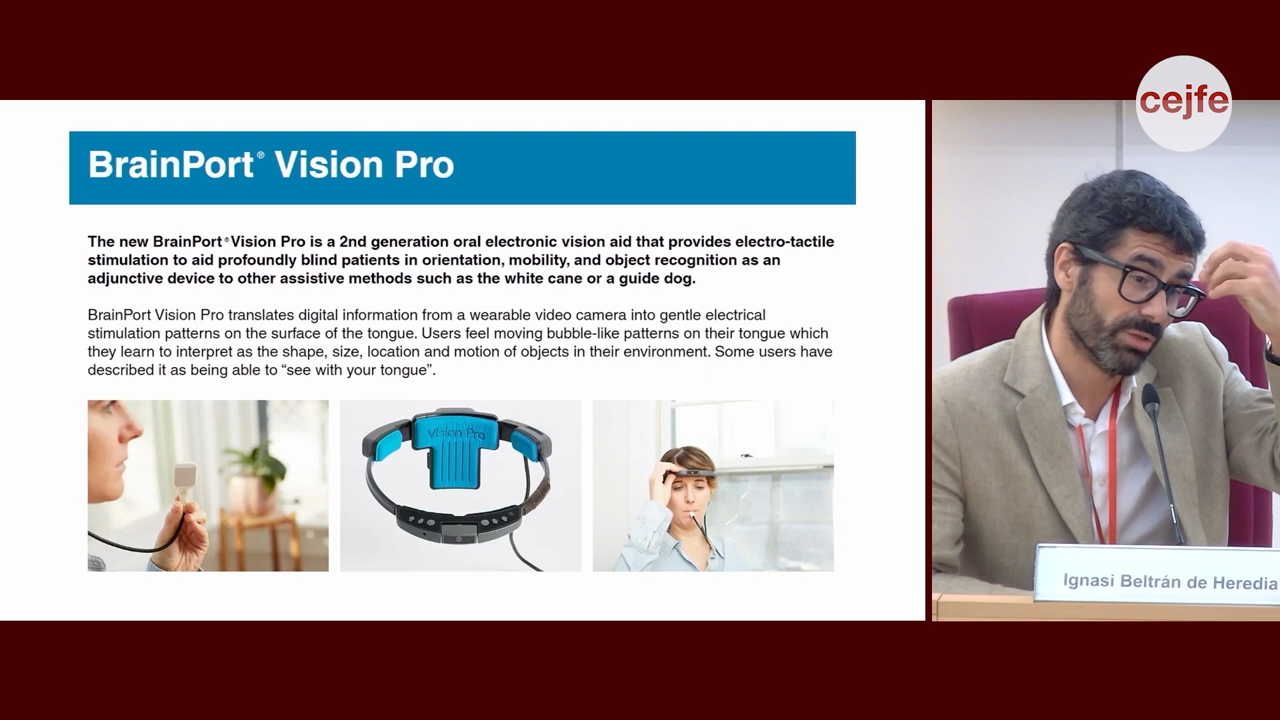 cejfe
BrainPort® Vision Pro
The new BrainPort® Vision Pro is a 2nd generation oral electronic vision aid that provides electro-tactile
stimulation to aid profoundly blind patients in orientation, mobility, and object recognition as an
adjunctive device to other assistive methods such as the white cane or a guide dog.
BrainPort Vision Pro translates digital information from a wearable video camera into gentle electrical
stimulation patterns on the surface of the tongue. Users feel moving bubble-like patterns on their tongue which
they learn to interpret as the shape, size, location and motion of objects in their environment. Some users have
described it as being able to “see with your tongue”.
Vision Pro
Ignasi Beltrán de Heredia